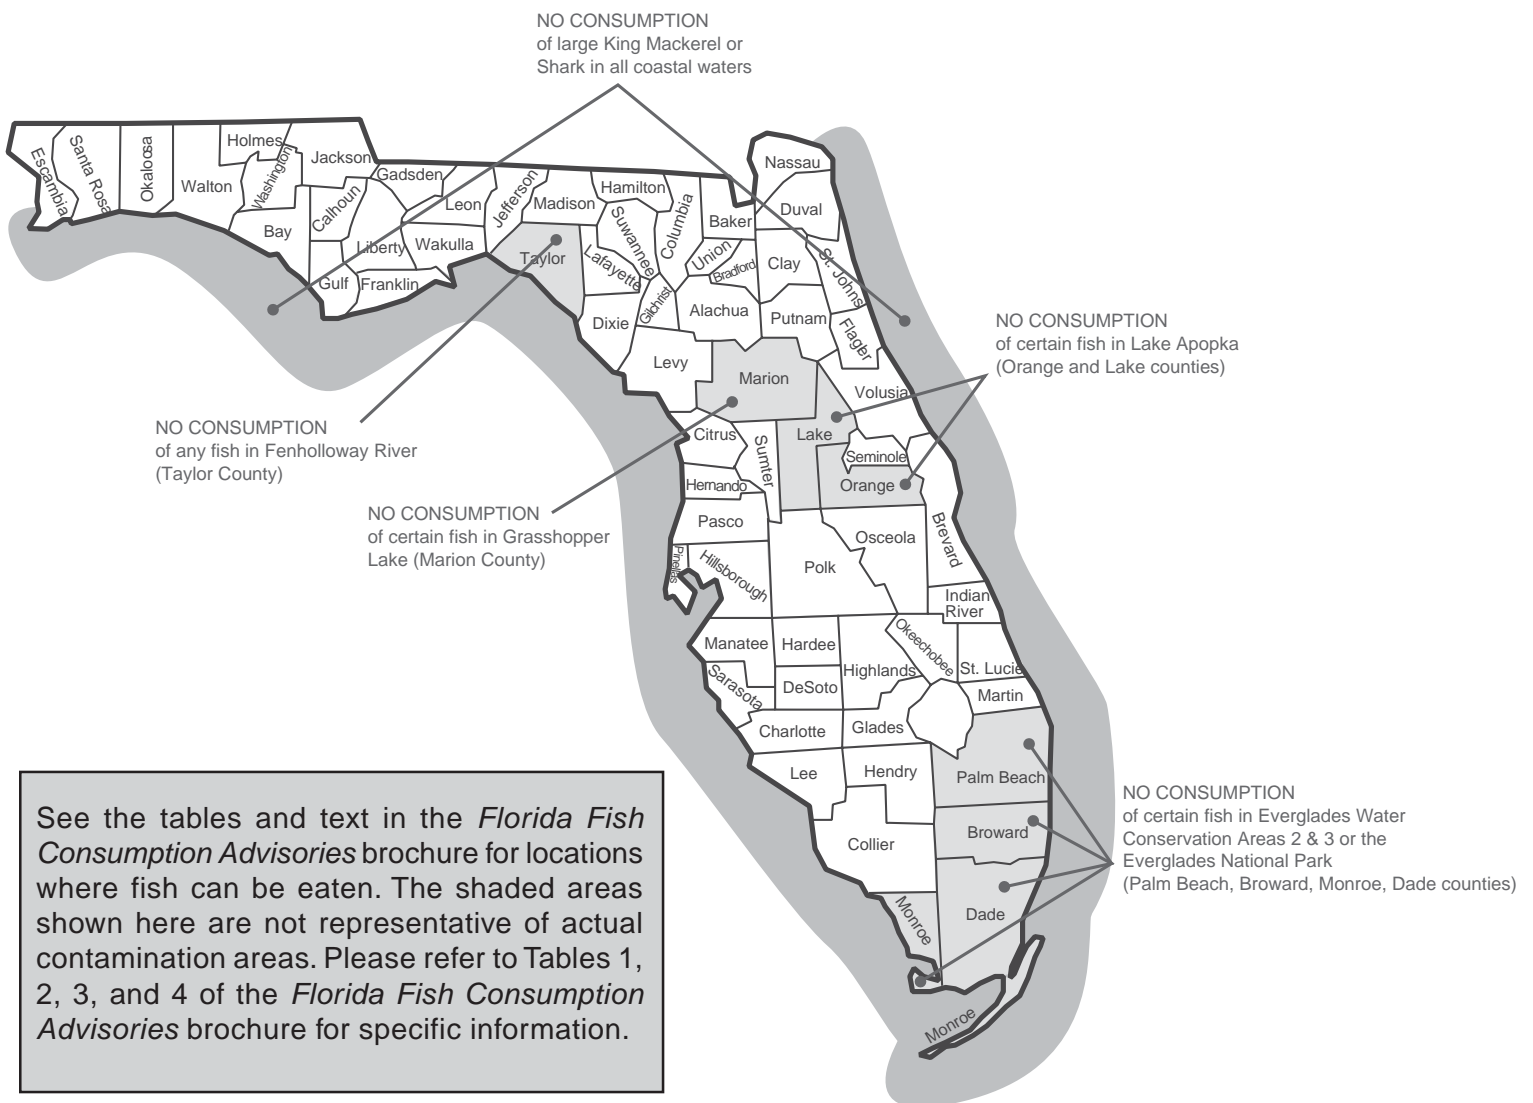 NO CONSUMPTION
of large King Mackerel or
Shark in all coastal waters
Escambia
Santa Rosa
Okaloosa
Walton
Holmes
Washington
Jackson
Bay
Calhoun
Gulf
Gadsden
Liberty
Franklin
Leon
Wakulla
Jefferson
Madison
Taylor
Hamilton
Suwannee
Lafayette
Dixie
Columbia
Gilchrist
Baker
Union
Bradford
Alachua
Levy
Nassau
Duval
Clay
St. Johns
Putnam
Flagler
Marion
Volusia
Citrus
Sumter
Lake
Seminole
Orange
Hernando
Pasco
Pinellas
Hillsborough
Polk
Osceola
Brevard
Indian
River
Manatee
Hardee
Highlands
Okeechobee
St. Lucie
Sarasota
DeSoto
Martin
Charlotte
Glades
Lee
Hendry
Palm Beach
Collier
Broward
Monroe
Dade
Monroe
NO CONSUMPTION
of certain fish in Lake Apopka
(Orange and Lake counties)
NO CONSUMPTION
of any fish in Fenholloway River
(Taylor County)
NO CONSUMPTION
of certain fish in Grasshopper
Lake (Marion County)
NO CONSUMPTION
of certain fish in Everglades Water
Conservation Areas 2 & 3 or the
Everglades National Park
(Palm Beach, Broward, Monroe, Dade counties)
See the tables and text in the Florida Fish
Consumption Advisories brochure for locations
where fish can be eaten. The shaded areas
shown here are not representative of actual
contamination areas. Please refer to Tables 1,
2, 3, and 4 of the Florida Fish Consumption
Advisories brochure for specific information.